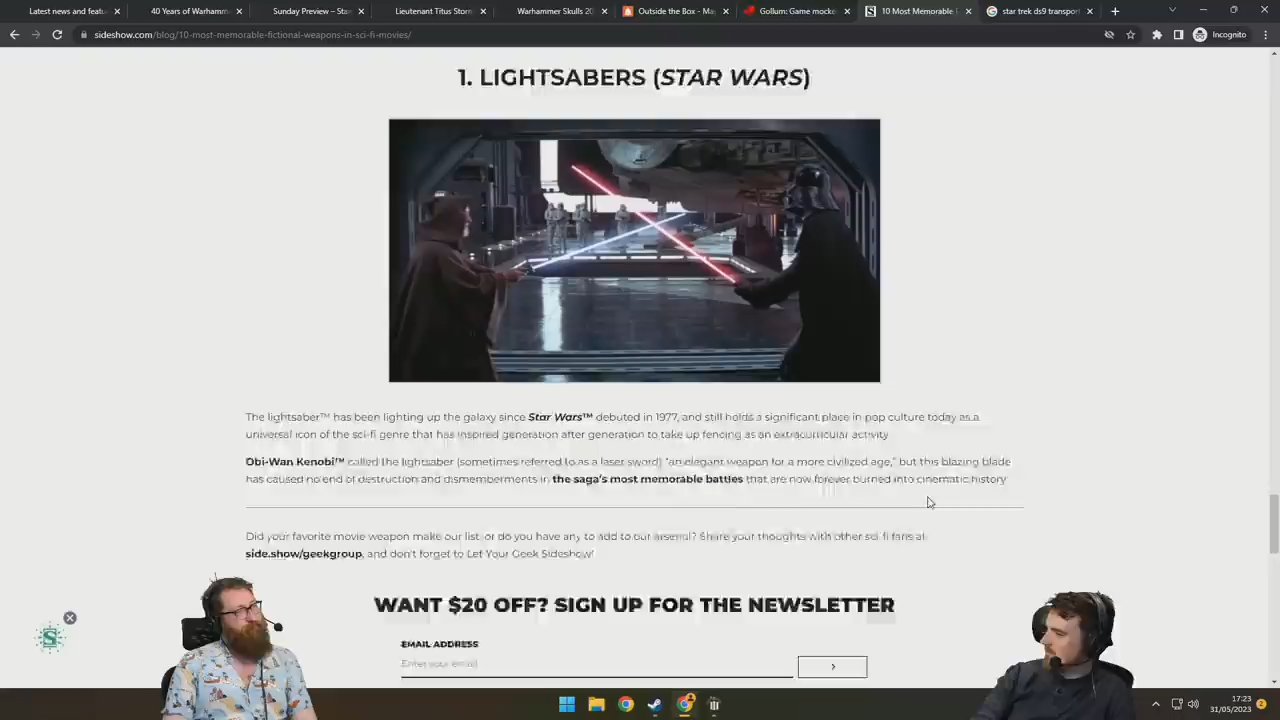 Latest news and featu
40 Years of Warhamm
Sunday Preview – Sta
Lieutenant Titus Storm
Warhammer Skulls 20
Outside the Box - Ma
Gollum: Game mocke
10 Most Memorable
star trek ds9 transport
sideshow.com/blog/10-most-memorable-fictional-weapons-in-sci-fi-movies/
Incognito
1. LIGHTSABERS (STAR WARS)
The lightsaber™ has been lighting up the galaxy since Star Wars™ debuted in 1977, and still holds a significant place in pop culture today as a
universal icon of the sci-fi genre that has inspired generation after generation to take up fencing as an extracurricular activity
Obi-Wan Kenobi™ called the lightsaber (sometimes referred to as a laser sword) "an elegant weapon for a more civilized age," but this blazing blade
has caused no end of destruction and dismemberments in the saga's most memorable battles that are now forever burned into cinematic history
Did your favorite movie weapon make our list, or do you have any to add to our arsenal? Share your thoughts with other sci-fi fans at
side.show/geekgroup, and don't forget to Let Your Geek Sideshow!
WANT $20 OFF? SIGN UP FOR THE NEWSLETTER
EMAIL ADDRESS
Enter your email
S
17:23
31/05/2023
2